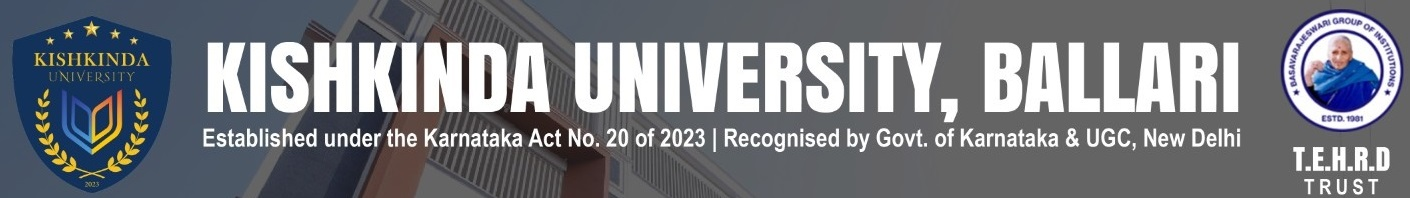 KISHKINDA
UNIVERSITY
2023
KISHKINDA UNIVERSITY, BALLARI
Established under the Karnataka Act No. 20 of 2023 | Recognised by Govt. of Karnataka & UGC, New Delhi
BASAVARAJESWARI GROUP OF INSTITUTIONS
ESTD. 1981
T.E.H.R.D
TRUST